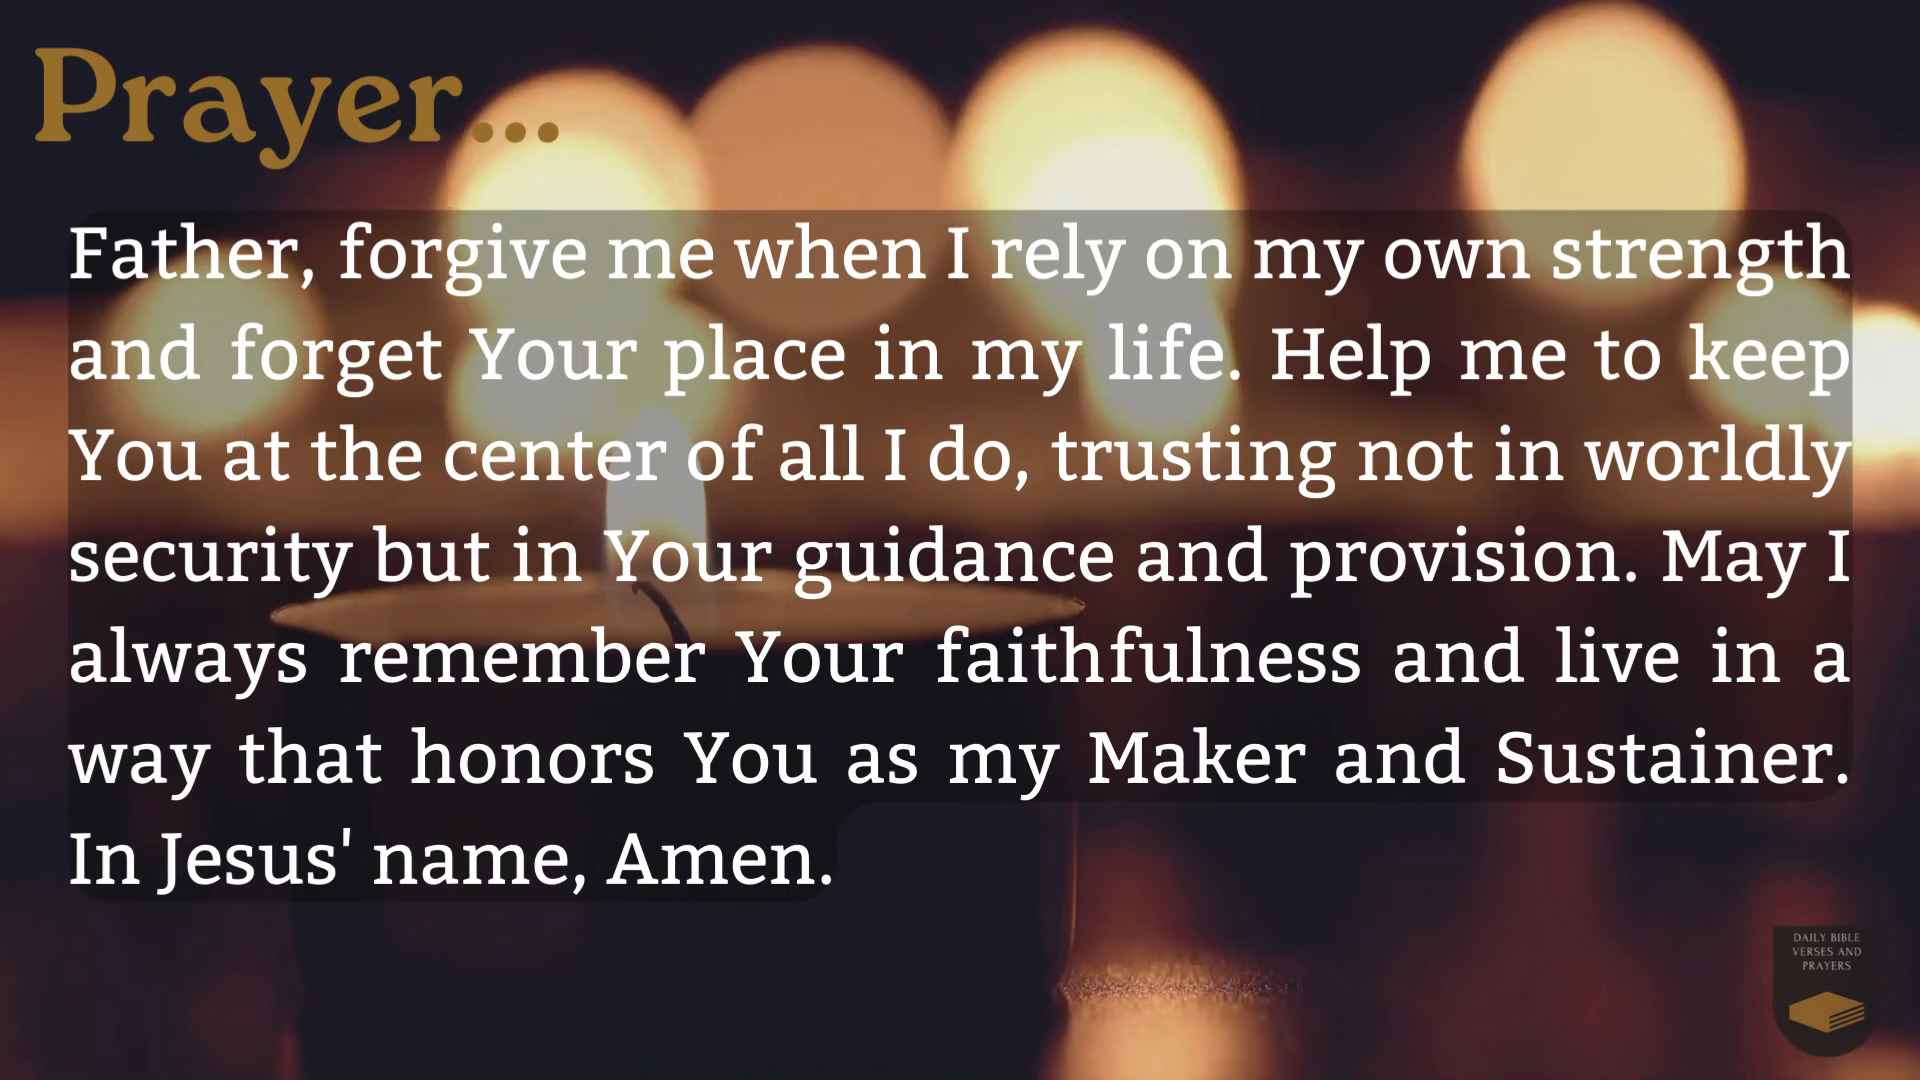 Prayer...
Father, forgive me when I rely on my own strength
and forget Your place in my life. Help me to keep
You at the center of all I do, trusting not in worldly
security but in Your guidance and provision. May I
always remember Your faithfulness and live in a
way that honors You as my Maker and Sustainer.
In Jesus' name, Amen.
DAILY BIBLE
VERSES AND
PRAYERS